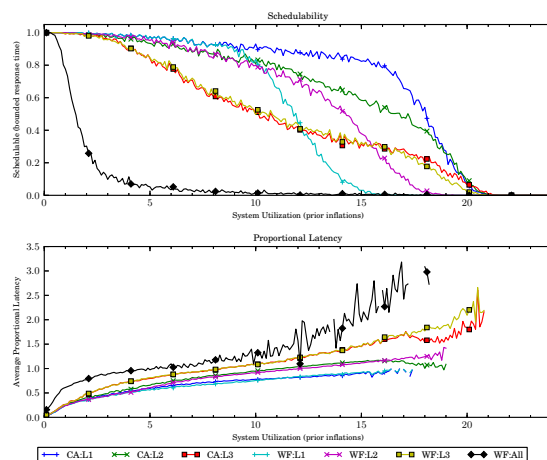 Schedulability
1.0
0.8
0.6
0.4
0.2
0.0
Schedulable (bounded response time)
0 5 10 15 20
System Utilization (prior inflations)
Proportional Latency
3.5
3.0
2.5
2.0
1.5
1.0
0.5
0.0
Average Proportional Latency
0 5 10 15 20
System Utilization (prior inflations)
CA:L1 CA:L2 CA:L3 WF:L1 WF:L2 WF:L3 WF:All